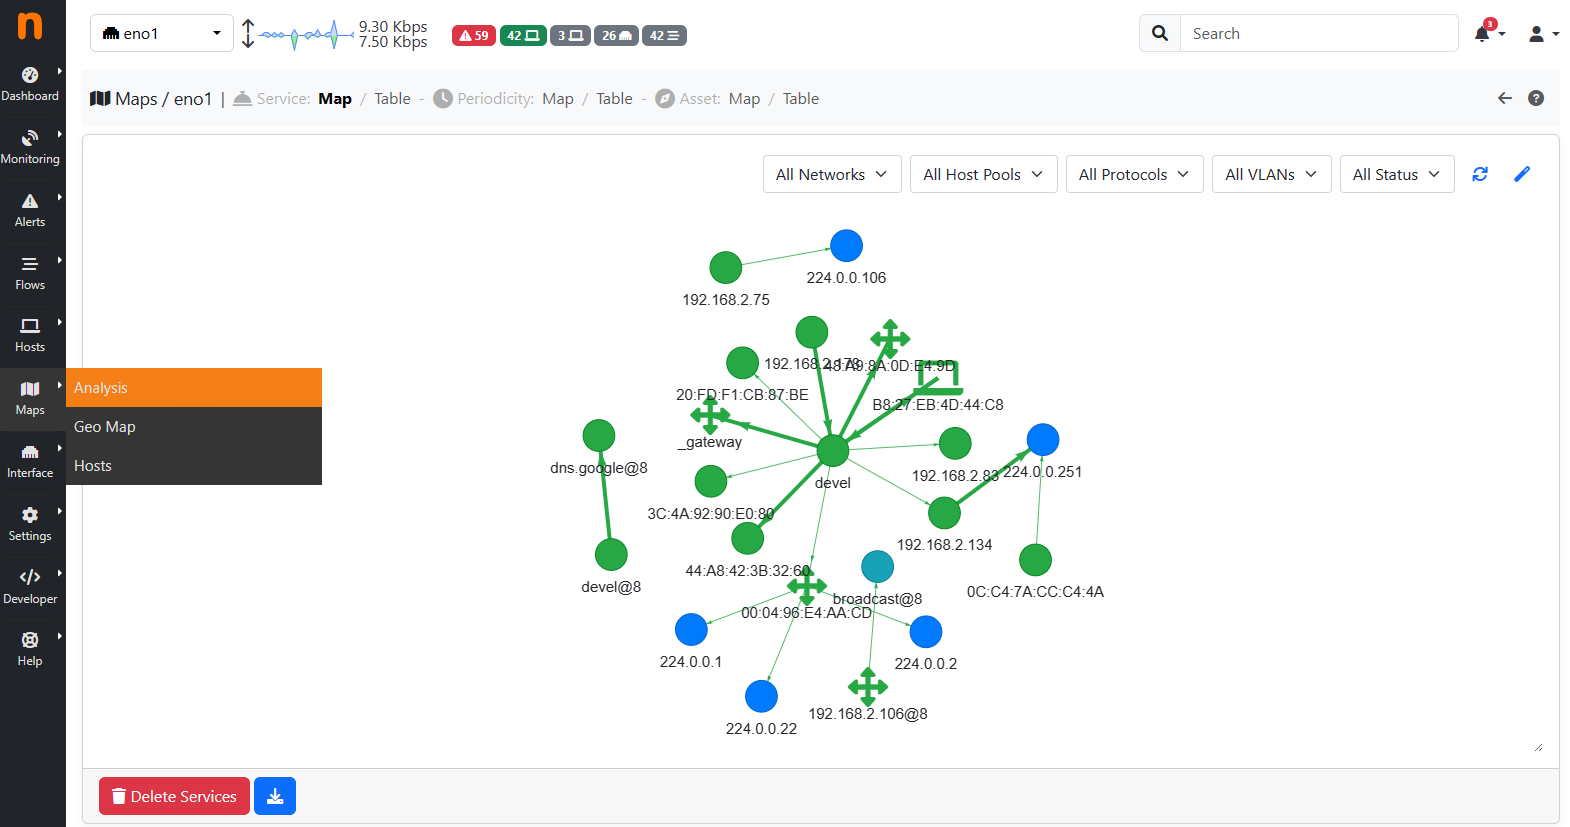 n
eno1
9.30 Kbps
7.50 Kbps
59
42
3
26
42
Search
3
Dashboard
Monitoring
Alerts
Flows
Hosts
Maps
Interface
Settings
Developer
Help
Analysis
Geo Map
Hosts
Maps / eno1 | Service: Map / Table - Periodicity: Map / Table - Asset: Map / Table
All Networks
All Host Pools
All Protocols
All VLANs
All Status
224.0.0.106
192.168.2.75
192.168.2.178
48:A9:8A:0D:E4:9D
20:FD:F1:CB:87:BE
B8:27:EB:4D:44:C8
_gateway
dns.google@8
192.168.2.83
224.0.0.251
devel
3C:4A:92:90:E0:80
192.168.2.134
44:A8:42:3B:32:60
devel@8
0C:C4:7A:CC:C4:4A
broadcast@8
00:04:96:E4:AA:CD
224.0.0.1
224.0.0.2
192.168.2.106@8
224.0.0.22
Delete Services